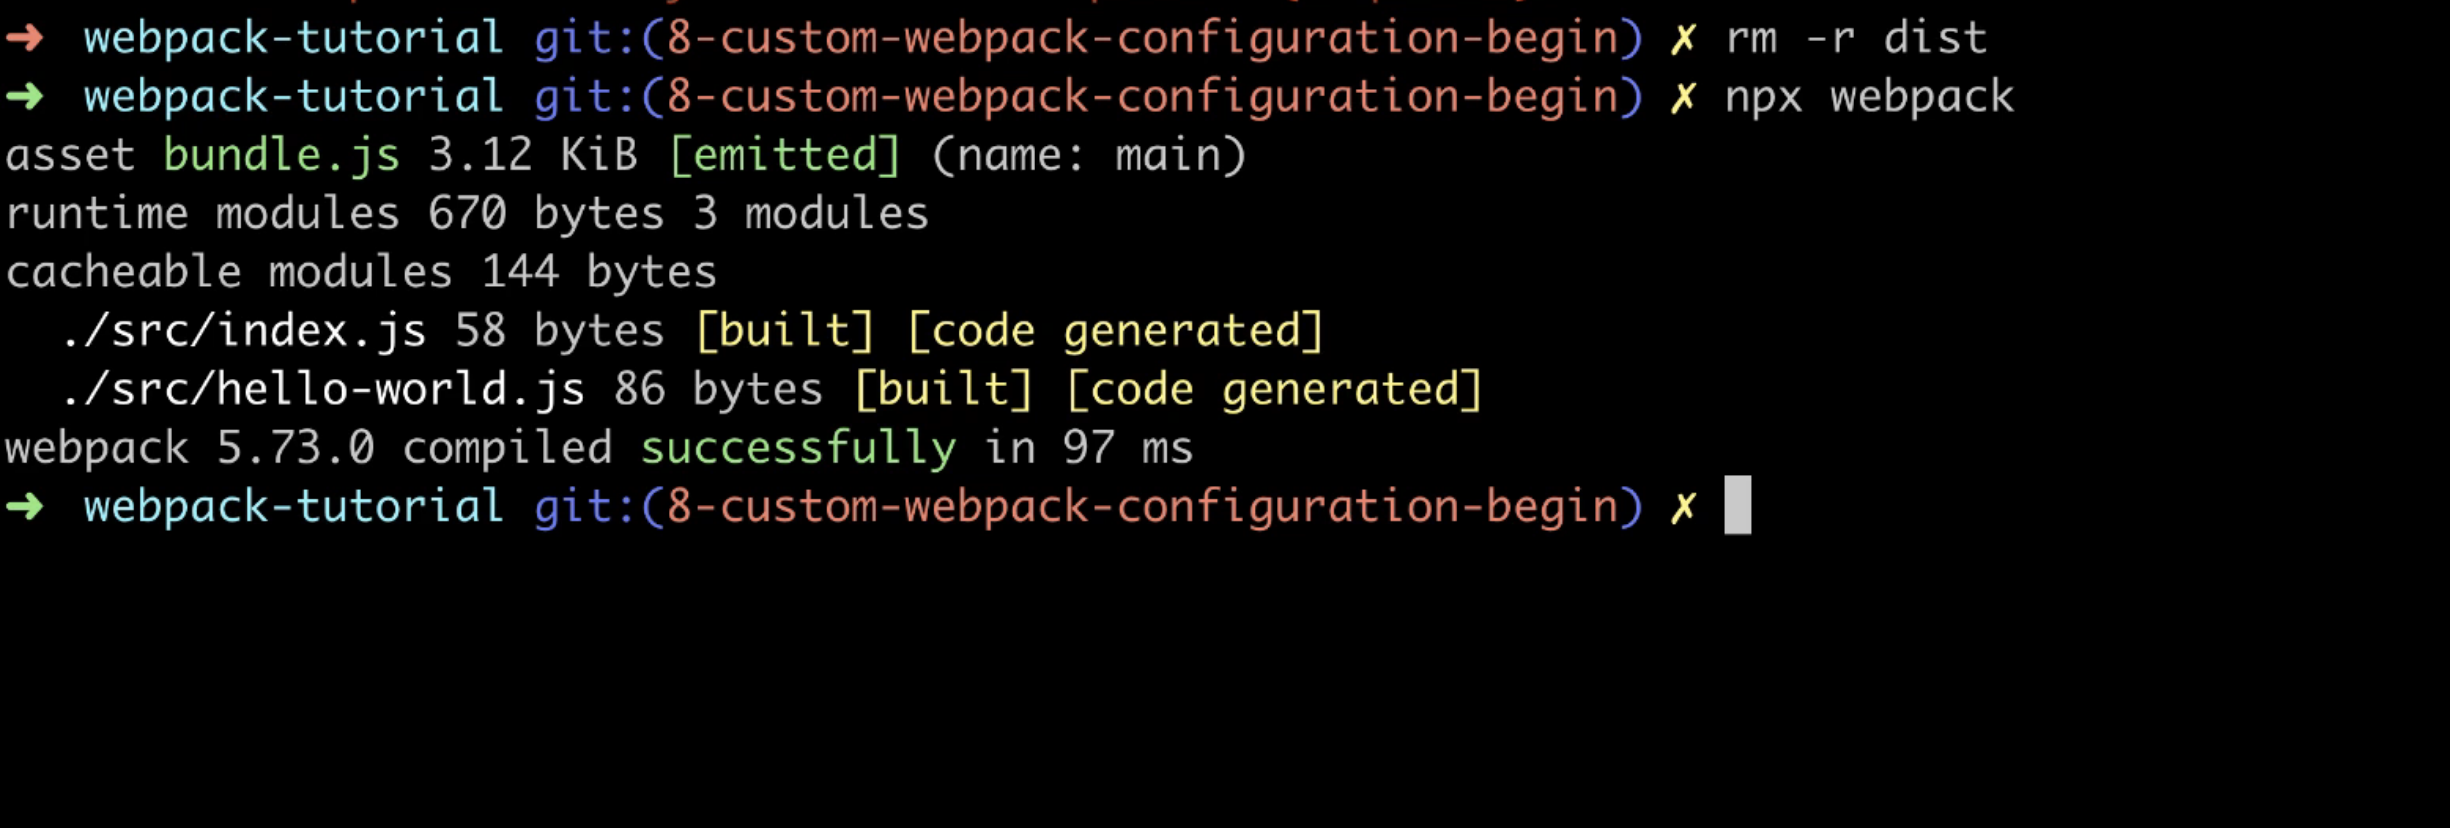 ➜ webpack-tutorial git:(8-custom-webpack-configuration-begin) ✗ rm -r dist
➜ webpack-tutorial git:(8-custom-webpack-configuration-begin) ✗ npx webpack
asset bundle.js 3.12 KiB [emitted] (name: main)
runtime modules 670 bytes 3 modules
cacheable modules 144 bytes
  ./src/index.js 58 bytes [built] [code generated]
  ./src/hello-world.js 86 bytes [built] [code generated]
webpack 5.73.0 compiled successfully in 97 ms
➜ webpack-tutorial git:(8-custom-webpack-configuration-begin) ✗